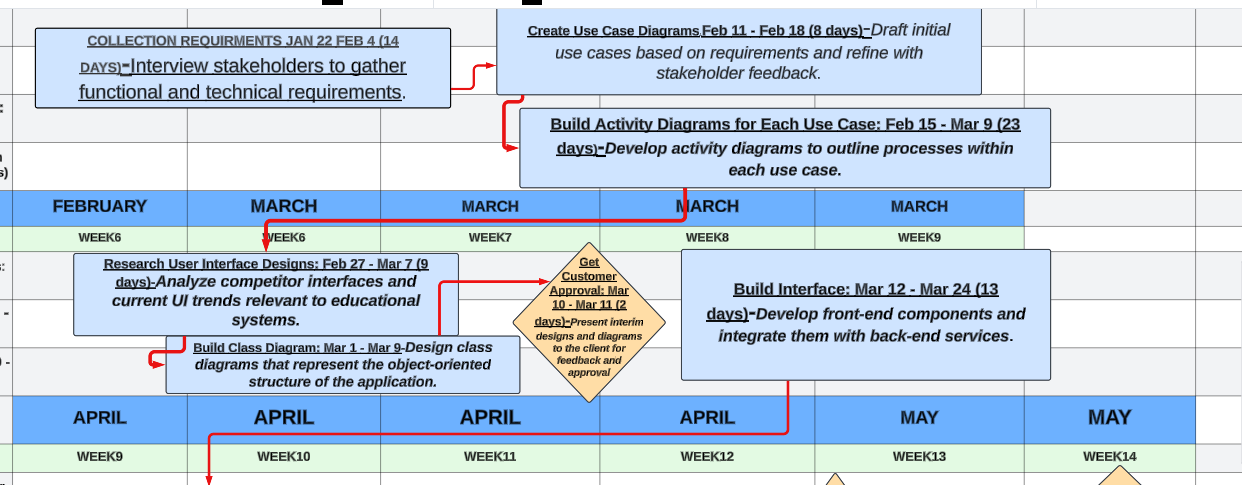 COLLECTION REQUIRMENTS JAN 22 FEB 4 (14
DAYS)-Interview stakeholders to gather
functional and technical requirements.
Create Use Case Diagrams,Feb 11 - Feb 18 (8 days)-Draft initial
use cases based on requirements and refine with
stakeholder feedback.
Build Activity Diagrams for Each Use Case: Feb 15 - Mar 9 (23
days)-Develop activity diagrams to outline processes within
each use case.
FEBRUARY MARCH MARCH MARCH MARCH
WEEK6 WEEK6 WEEK7 WEEK8 WEEK9
Research User Interface Designs: Feb 27 - Mar 7 (9
days)-Analyze competitor interfaces and
current UI trends relevant to educational
systems.
Build Class Diagram: Mar 1 - Mar 9-Design class
diagrams that represent the object-oriented
structure of the application.
Get
Customer
Approval: Mar
10 - Mar 11 (2
days)-Present interim
designs and diagrams
to the client for
feedback and
approval
Build Interface: Mar 12 - Mar 24 (13
days)-Develop front-end components and
integrate them with back-end services.
APRIL APRIL APRIL APRIL MAY MAY
WEEK9 WEEK10 WEEK11 WEEK12 WEEK13 WEEK14